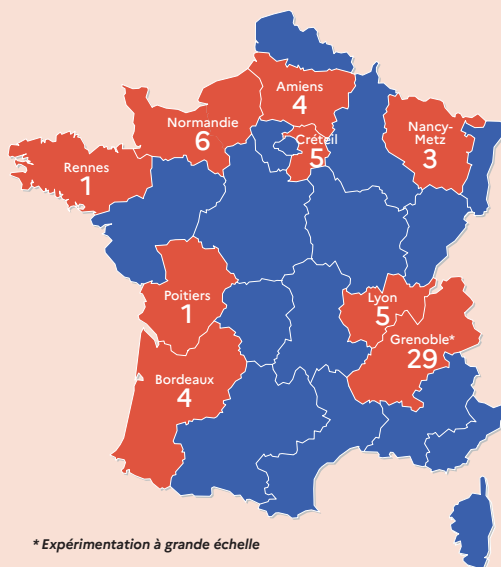 Amiens
4
Normandie
6
Créteil
5
Nancy-
Metz
3
Rennes
1
Poitiers
1
Lyon
5
Grenoble*
29
Bordeaux
4
* Expérimentation à grande échelle